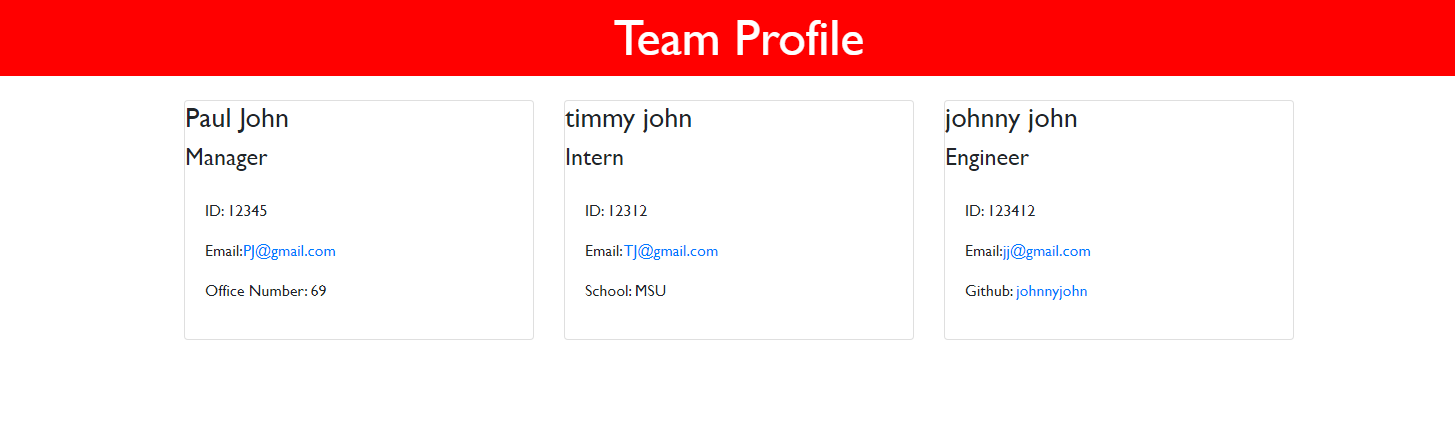 Team Profile
Paul John
Manager
ID: 12345
Email:PJ@gmail.com
Office Number: 69
timmy john
Intern
ID: 12312
Email:TJ@gmail.com
School: MSU
johnny john
Engineer
ID: 123412
Email:jj@gmail.com
Github: johnnyjohn